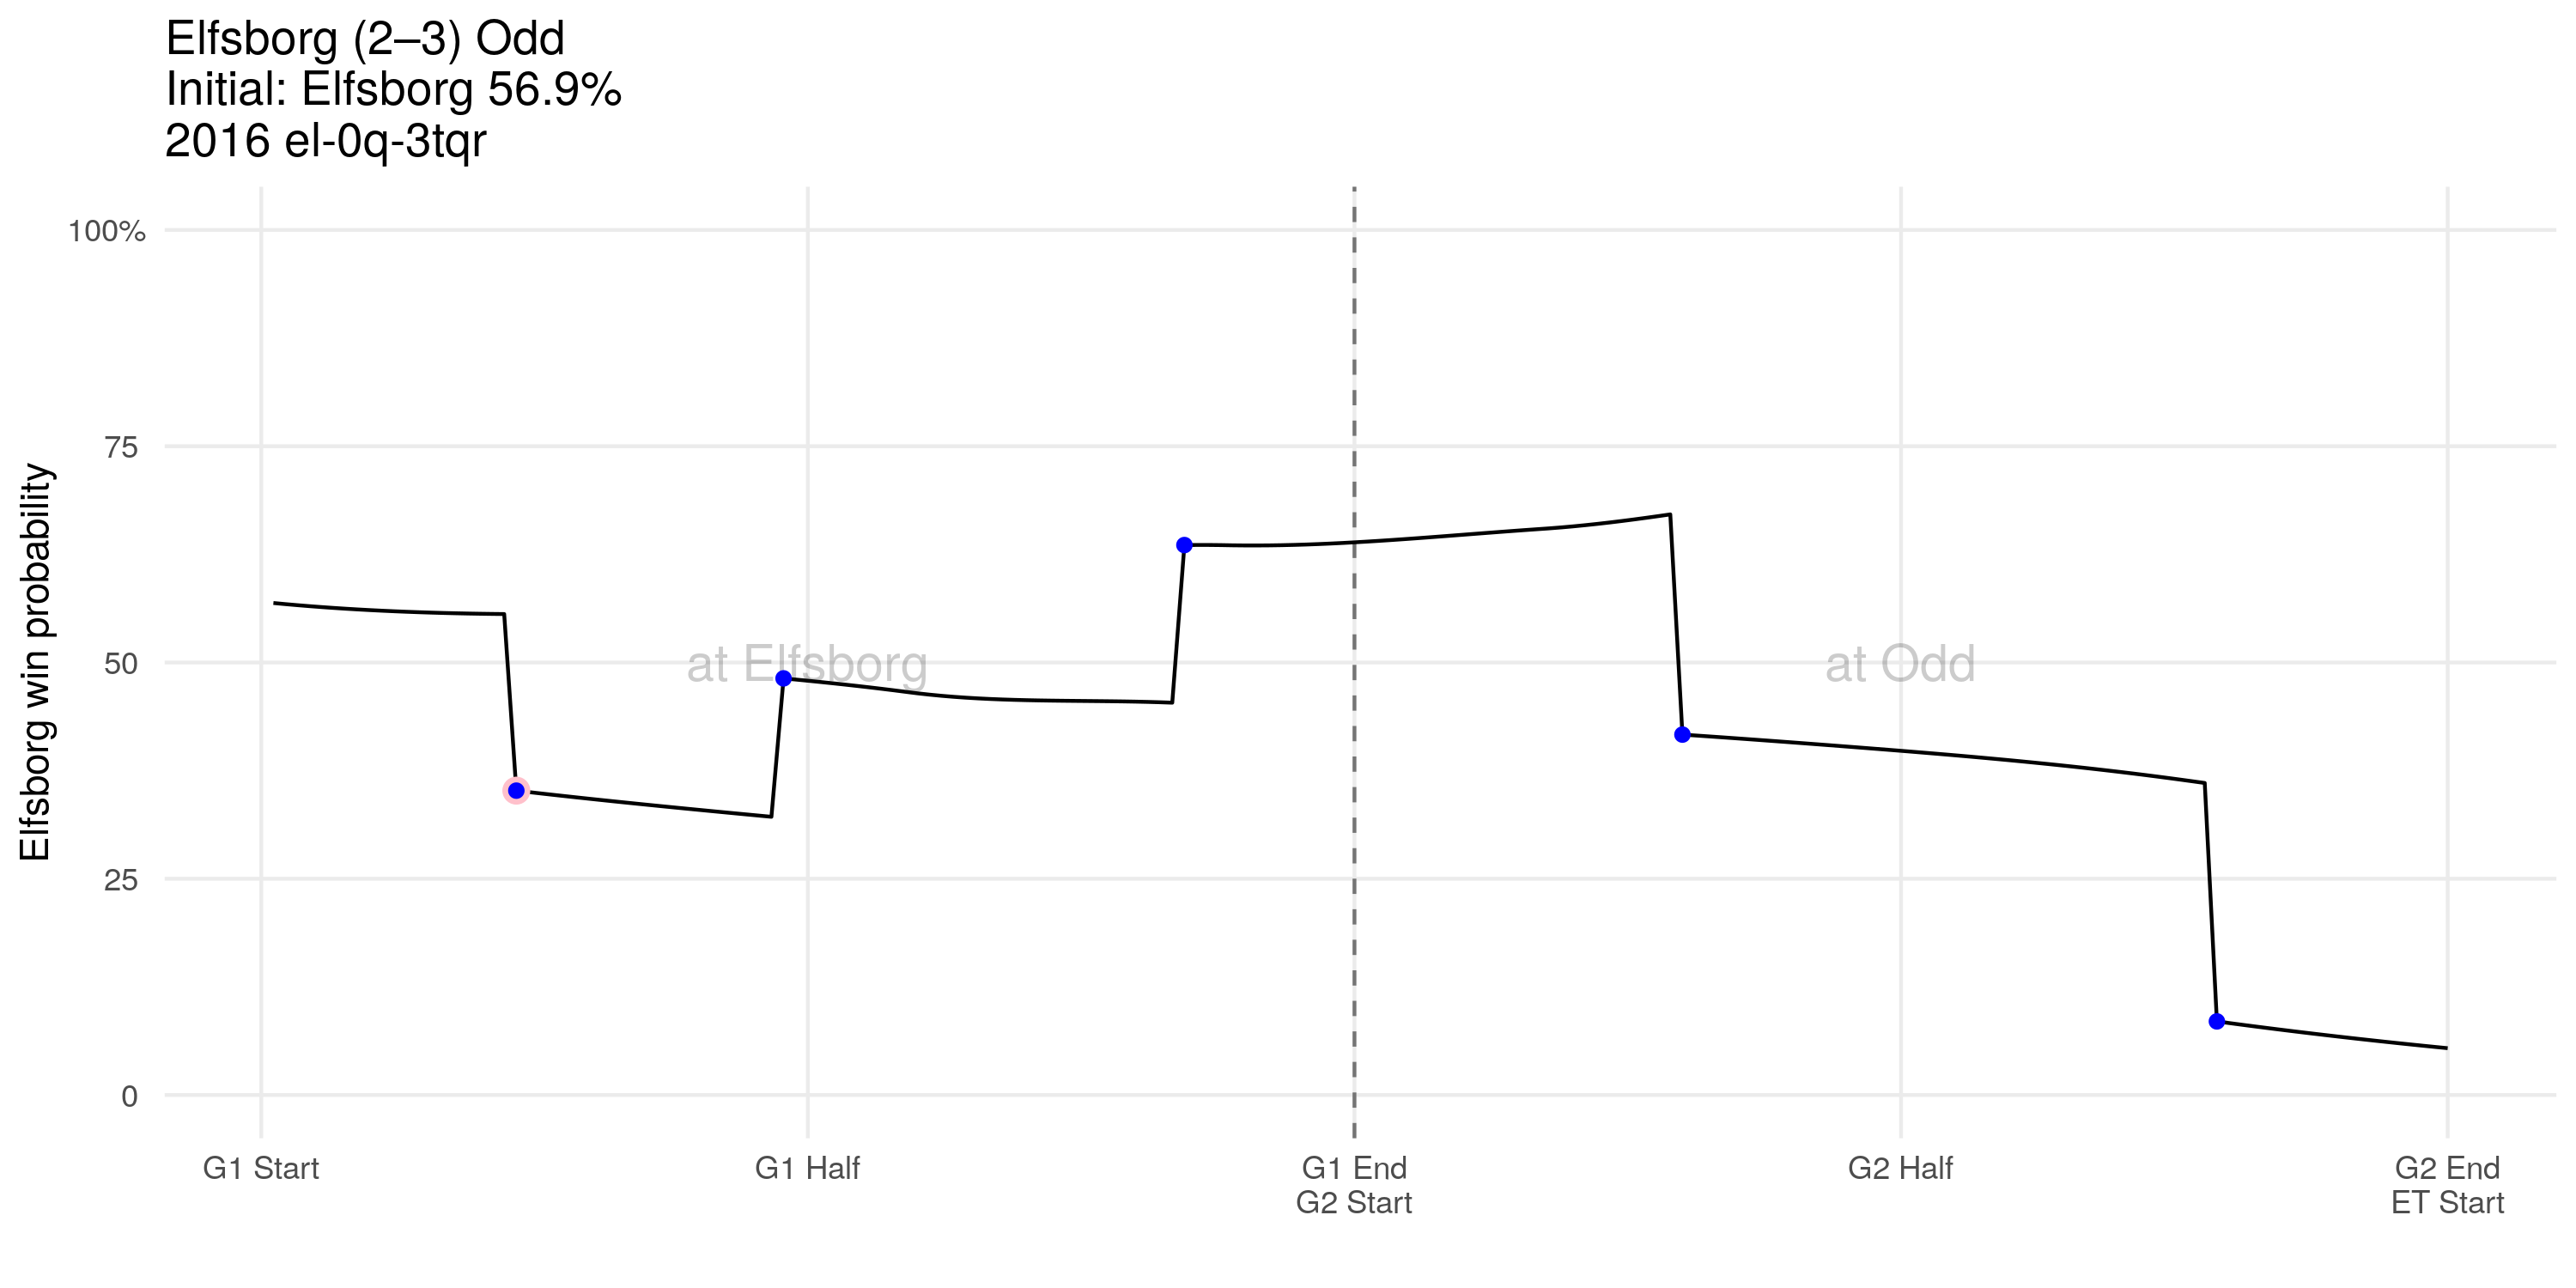 Elfsborg (2–3) Odd
Initial: Elfsborg 56.9%
2016 el-0q-3tqr
Elfsborg win probability
100%
75
50
25
0
at Elfsborg
at Odd
G1 Start
G1 Half
G1 End
G2 Start
G2 Half
G2 End
ET Start